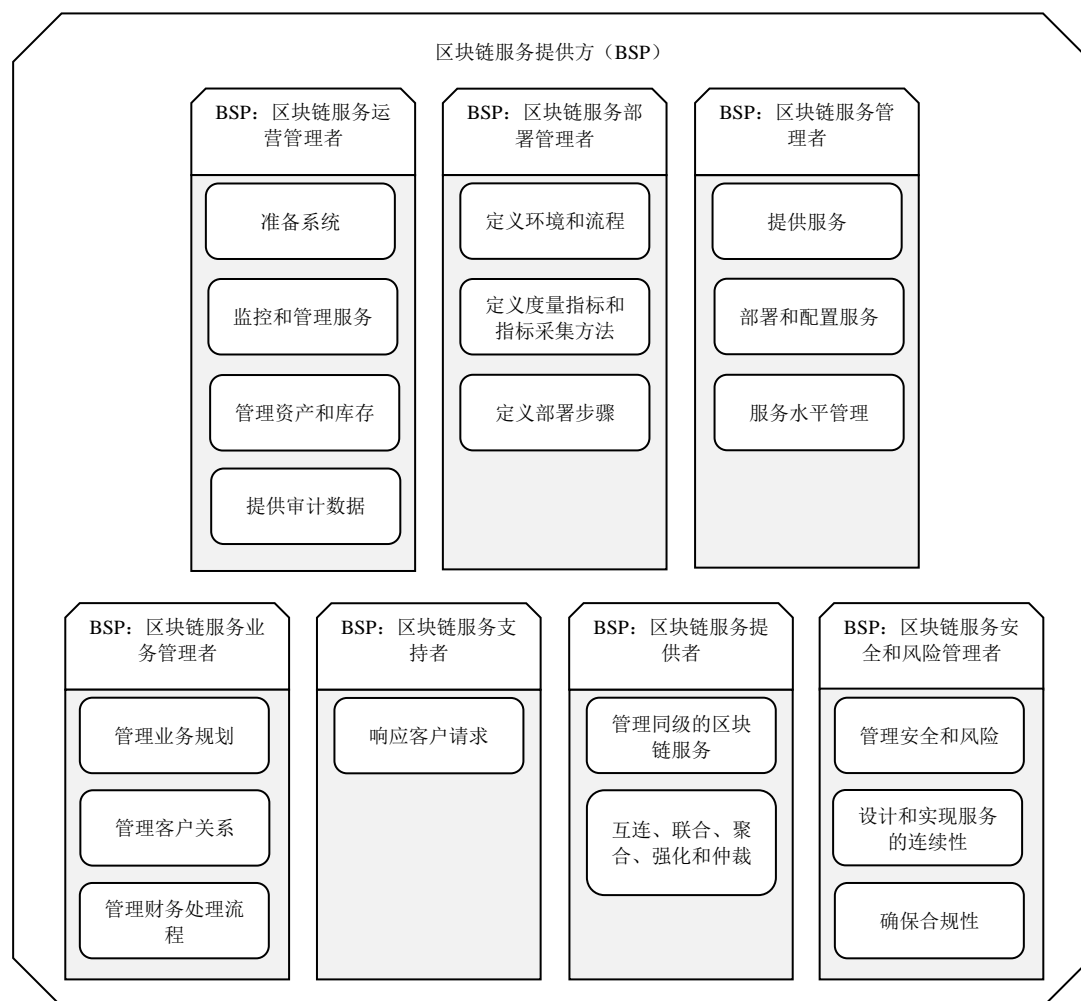 区块链服务提供方（BSP）
BSP：区块链服务运
营管理者
准备系统
监控和管理服务
管理资产和库存
提供审计数据
BSP：区块链服务部
署管理者
定义环境和流程
定义度量指标和
指标采集方法
定义部署步骤
BSP：区块链服务管
理者
提供服务
部署和配置服务
服务水平管理
BSP：区块链服务业
务管理者
管理业务规划
管理客户关系
管理财务处理流
程
BSP：区块链服务支
持者
响应客户请求
BSP：区块链服务提
供者
管理同级的区块
链服务
互连、联合、聚
合、强化和仲裁
BSP：区块链服务安
全和风险管理者
管理安全和风险
设计和实现服务
的连续性
确保合规性